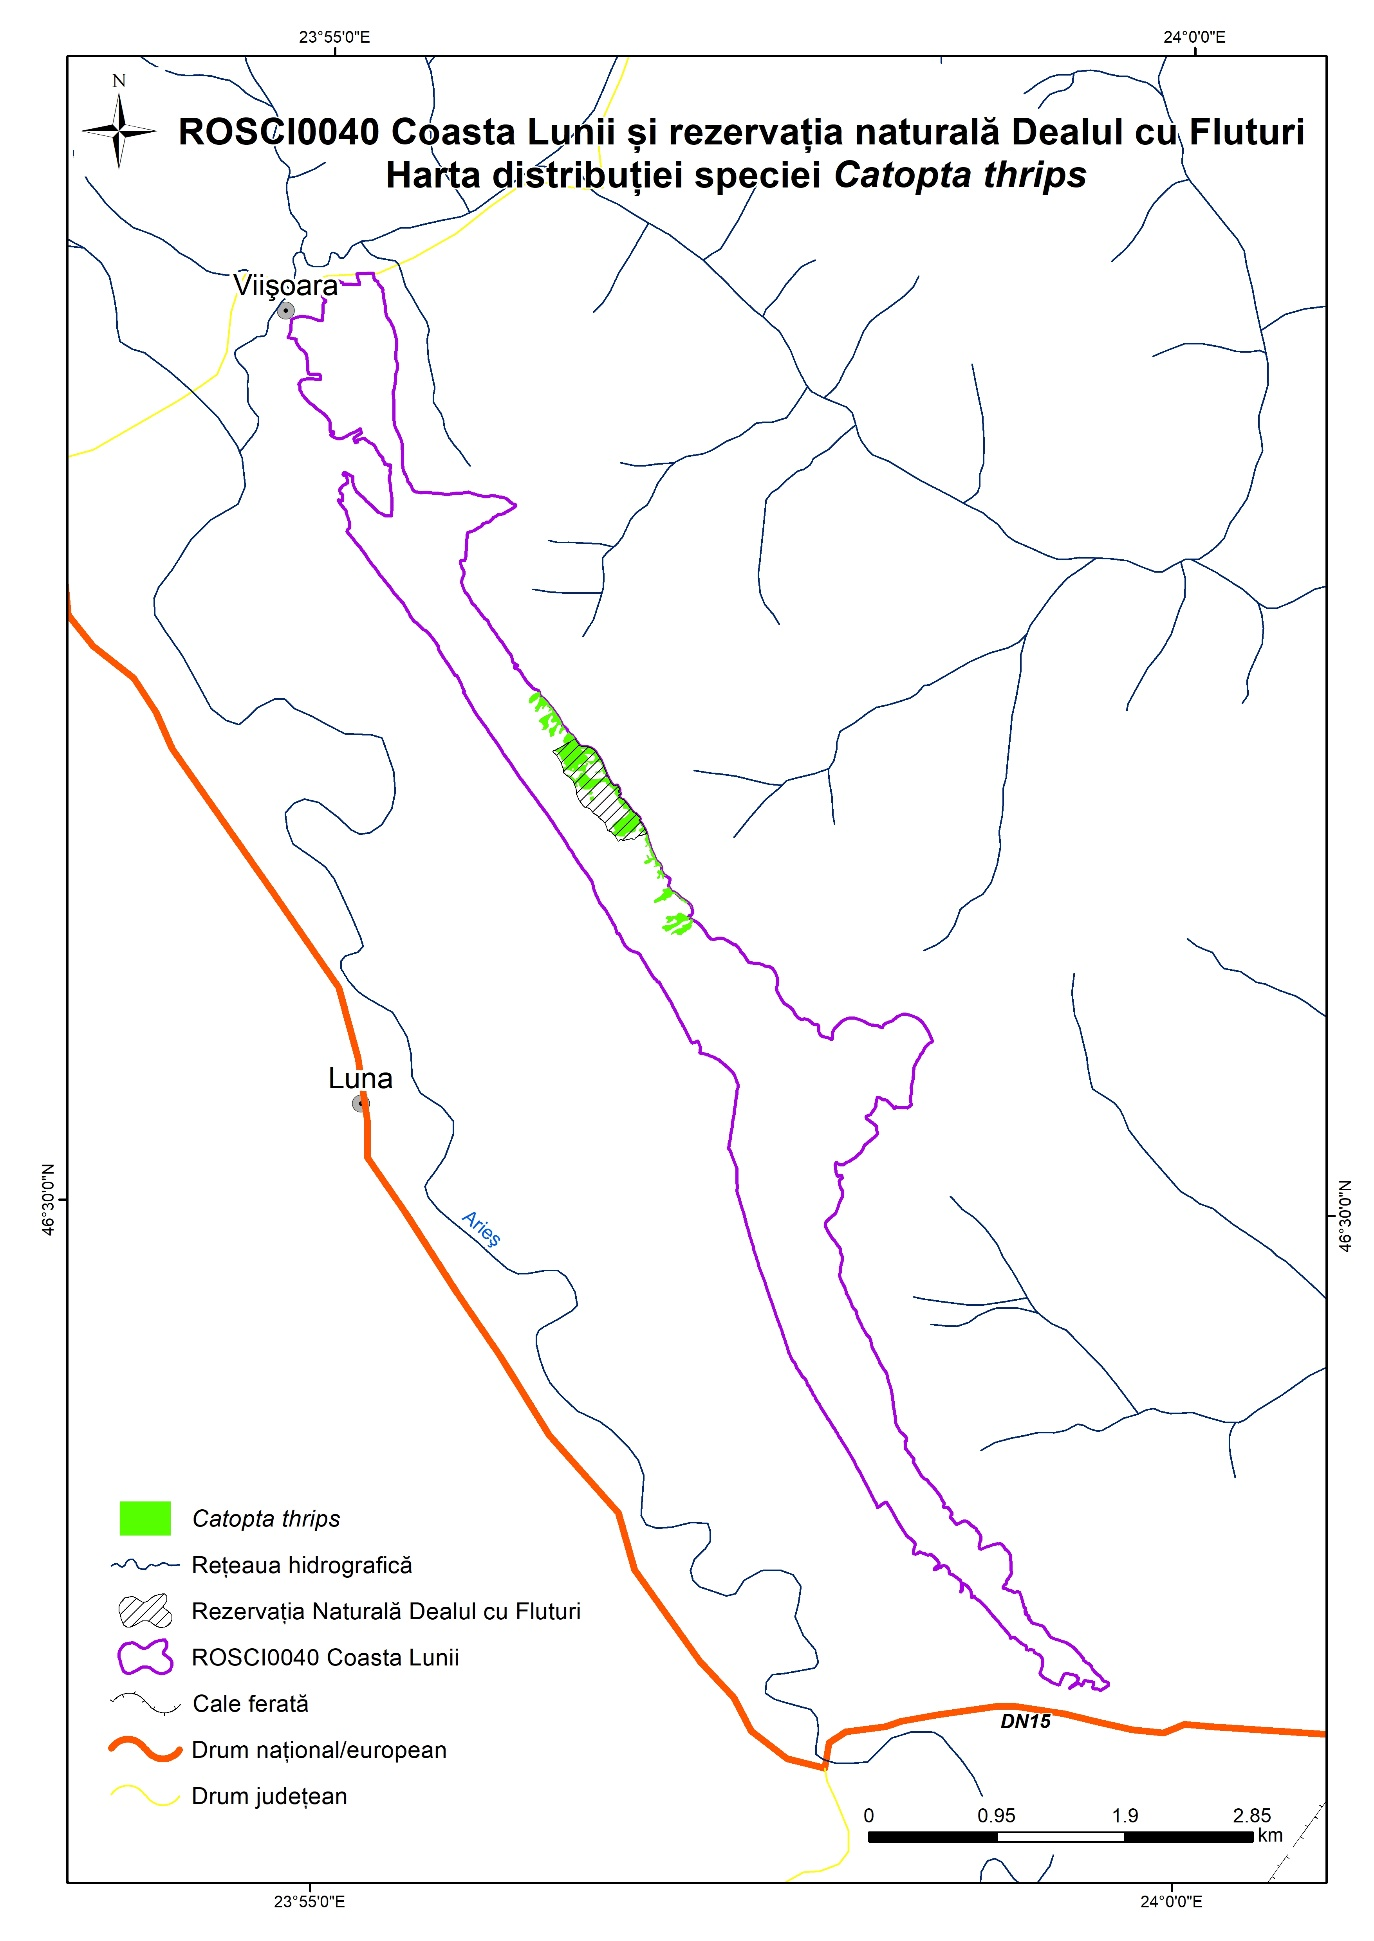 23°55'0"E
24°0'0"E
N
ROSCI0040 Coasta Lunii și rezervația naturală Dealul cu Fluturi
Harta distribuției speciei Catopta thrips
Viişoara
Luna
46°30'0"N
46°30'0"N
Arieş
Catopta thrips
Rețeaua hidrografică
Rezervația Naturală Dealul cu Fluturi
ROSCI0040 Coasta Lunii
Cale ferată
Drum național/european
Drum județean
DN15
0
0.95
1.9
2.85
km
23°55'0"E
24°0'0"E